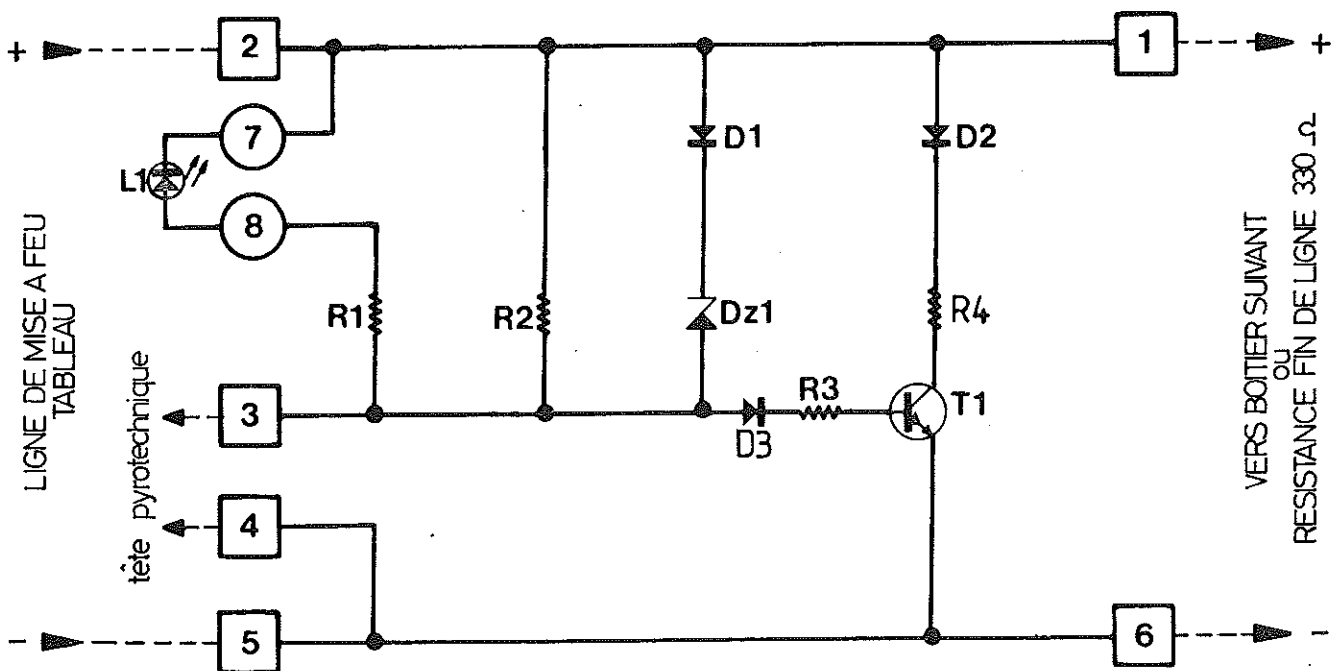 +
2
1
+
7
L1
8
D1
D2
R1
R2
Dz1
R4
3
D3
R3
T1
4
-
5
6
-
LIGNE DE MISE A FEU
TABLEAU
tête pyrotechnique
VERS BOITIER SUIVANT
OU
RESISTANCE FIN DE LIGNE 330 Ω